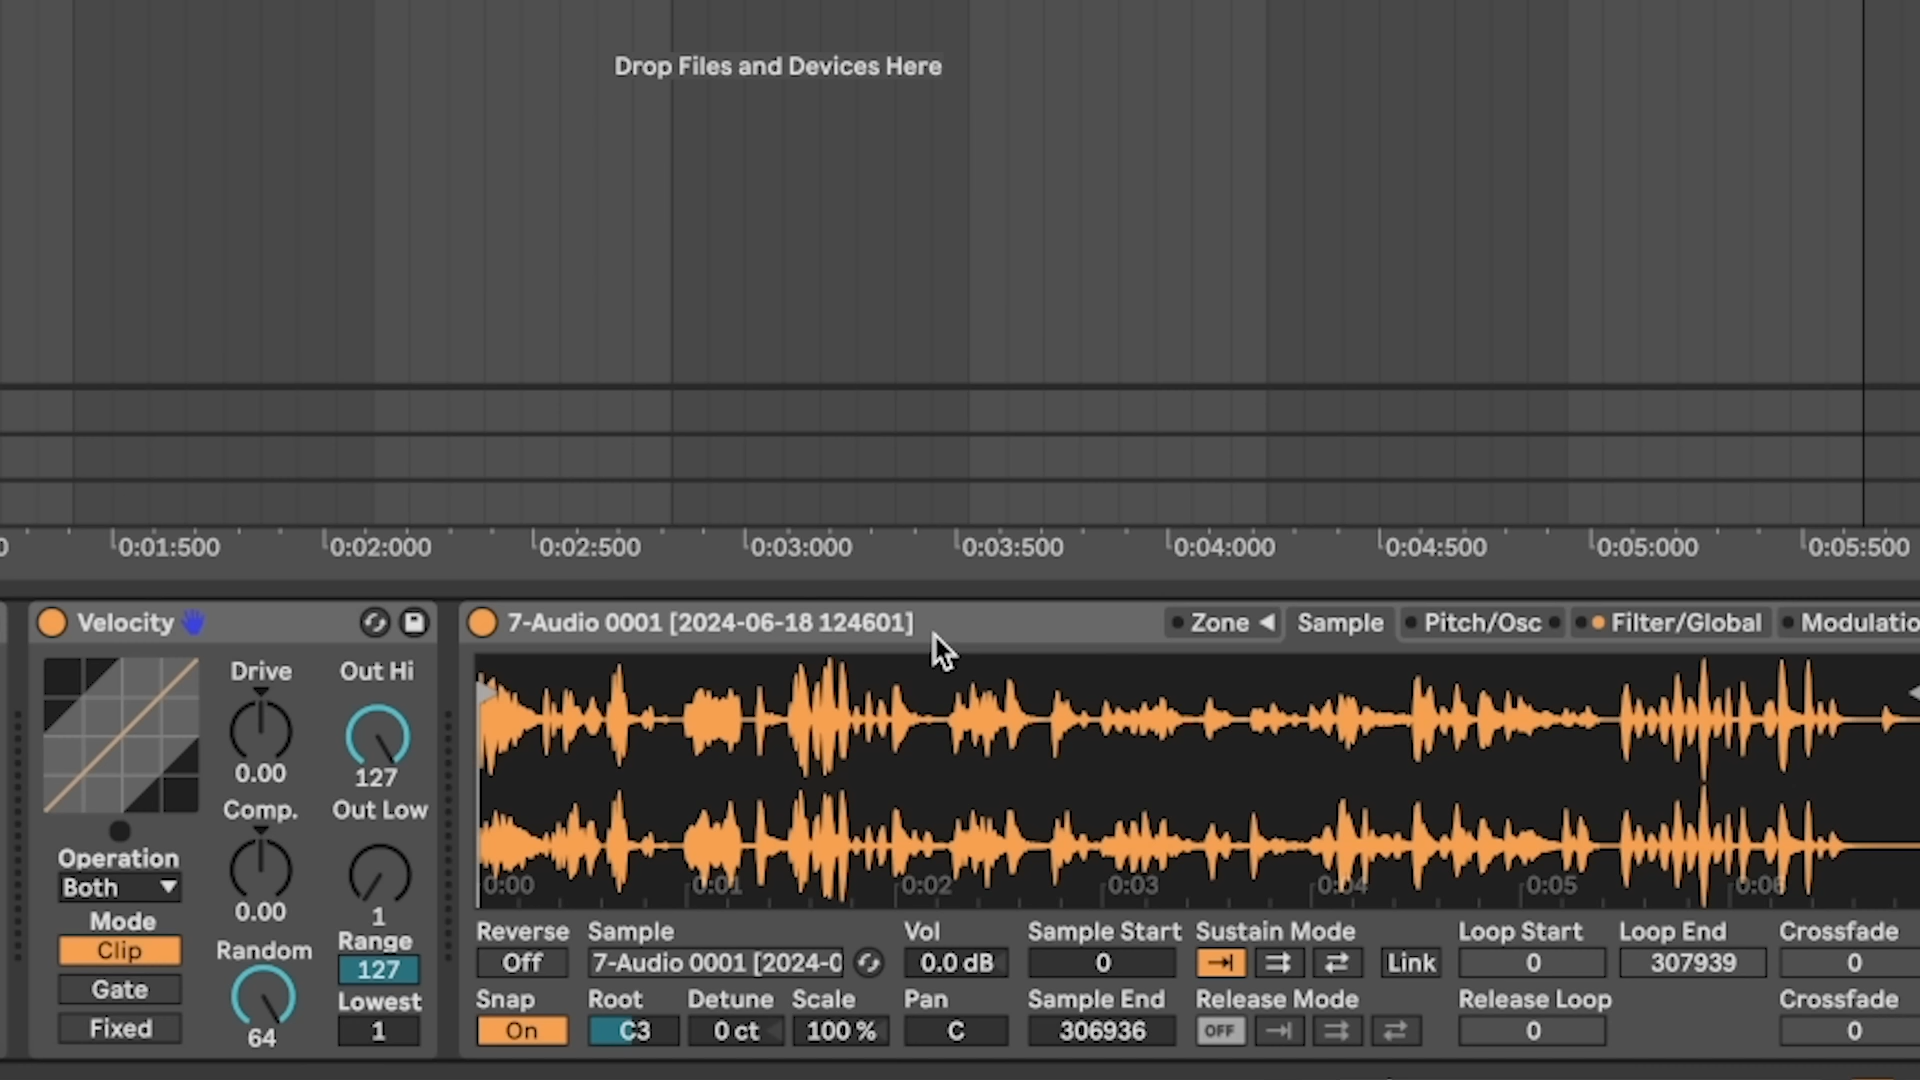 Drop Files and Devices Here
0 0:01:500 0:02:000 0:02:500 0:03:000 0:03:500 0:04:000 0:04:500 0:05:000 0:05:500
Velocity
Drive
0.00
Comp.
0.00
Random
64
Out Hi
127
Out Low
1
Range
127
Lowest
1
Operation
Both
Mode
Clip
Gate
Fixed
7-Audio 0001 [2024-06-18 124601]
Zone Sample Pitch/Osc Filter/Global Modulatio
0:00 0:01 0:02 0:03 0:04 0:05 0:06
Reverse Sample Vol Sample Start Sustain Mode Loop Start Loop End Crossfade
Off 7-Audio 0001 [2024-0 0.0 dB 0 Link 0 307939 0
Snap Root Detune Scale Pan Sample End Release Mode Release Loop Crossfade
On C3 0 ct 100 % C 306936 OFF 0 0